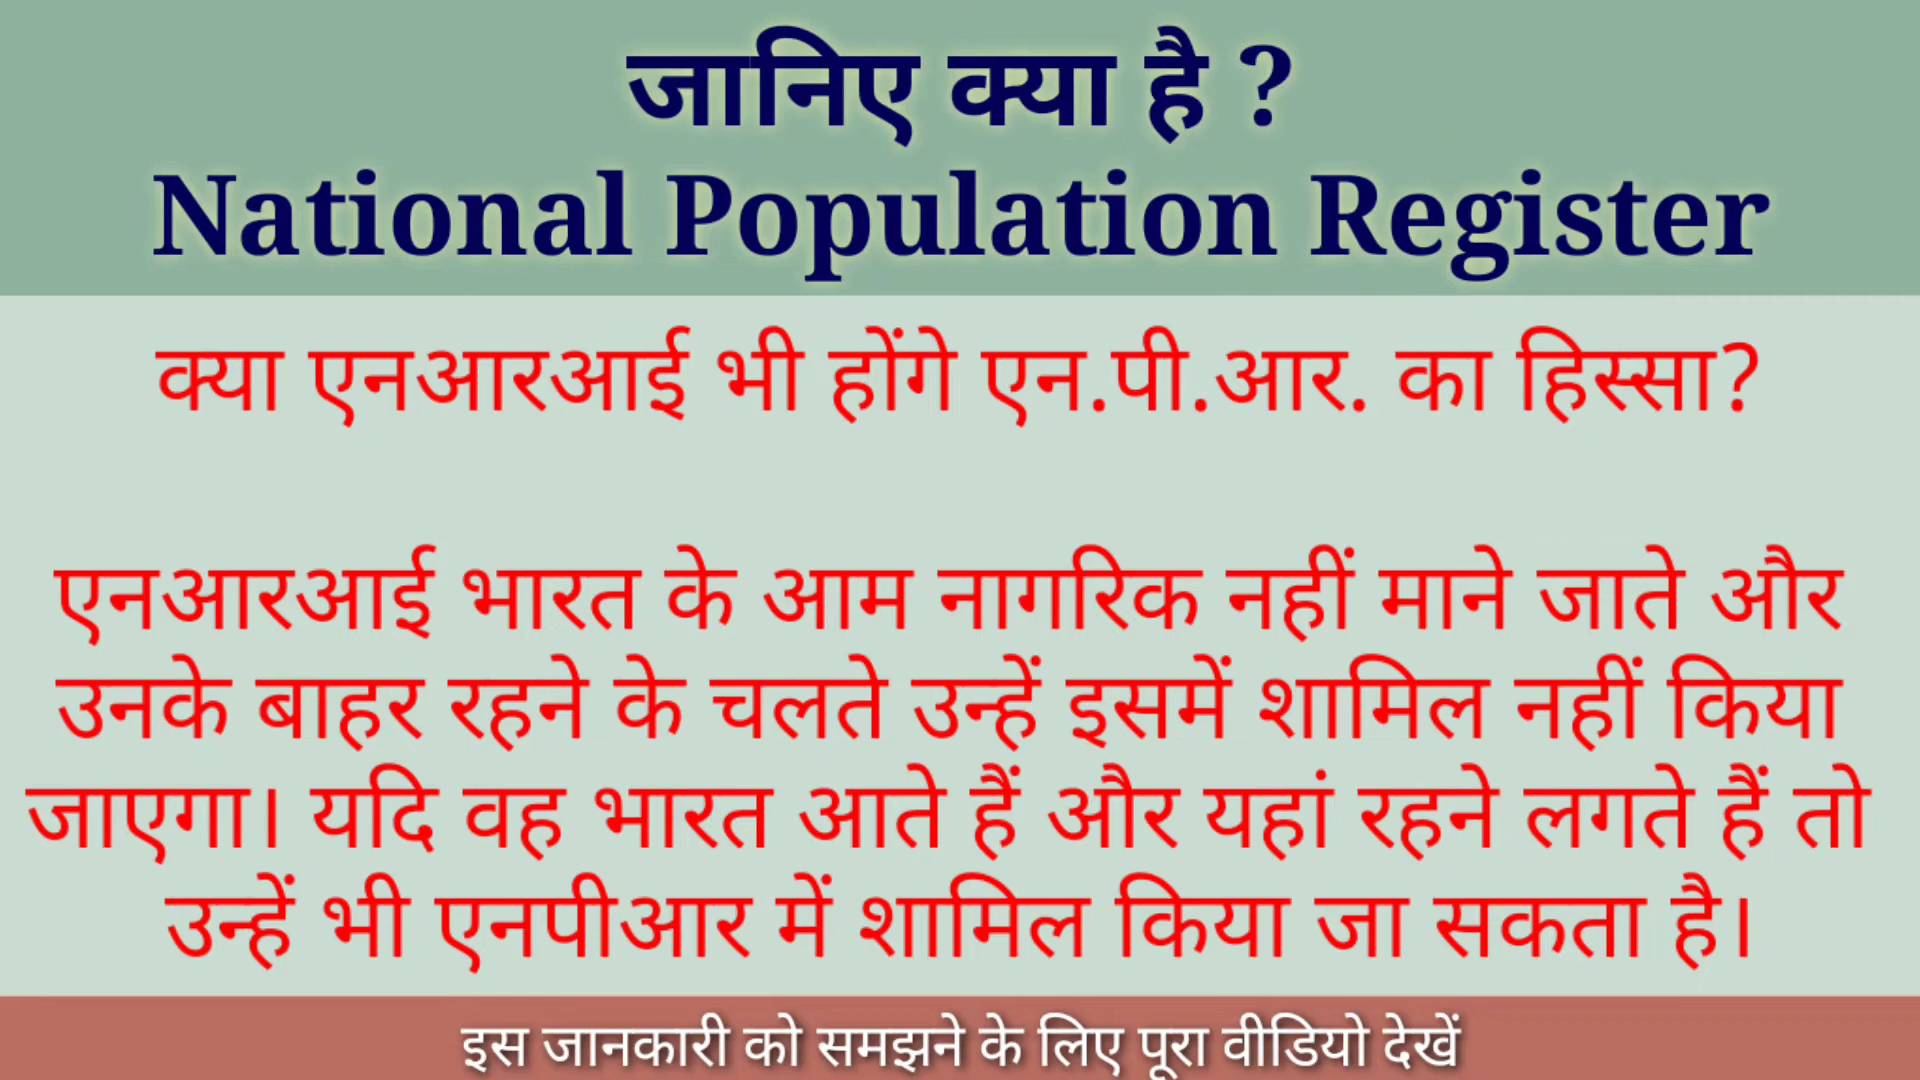 जानिए क्या है ?
National Population Register
क्या एनआरआई भी होंगे एन.पी.आर. का हिस्सा?
एनआरआई भारत के आम नागरिक नहीं माने जाते और
उनके बाहर रहने के चलते उन्हें इसमें शामिल नहीं किया
जाएगा। यदि वह भारत आते हैं और यहां रहने लगते हैं तो
उन्हें भी एनपीआर में शामिल किया जा सकता है।
इस जानकारी को समझने के लिए पूरा वीडियो देखें